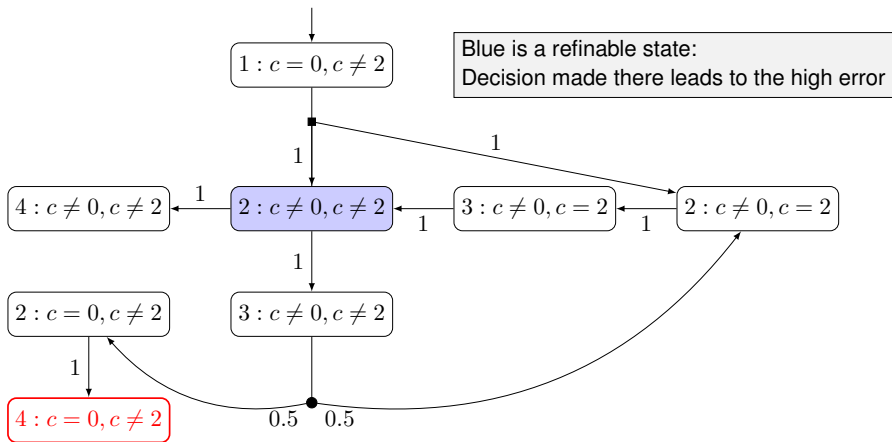 1 : c = 0, c ≠ 2
Blue is a refinable state:
Decision made there leads to the high error
1
1
4 : c ≠ 0, c ≠ 2
1
2 : c ≠ 0, c ≠ 2
1
3 : c ≠ 0, c = 2
1
2 : c ≠ 0, c = 2
1
2 : c = 0, c ≠ 2
3 : c ≠ 0, c ≠ 2
1
4 : c = 0, c ≠ 2
0.5
0.5